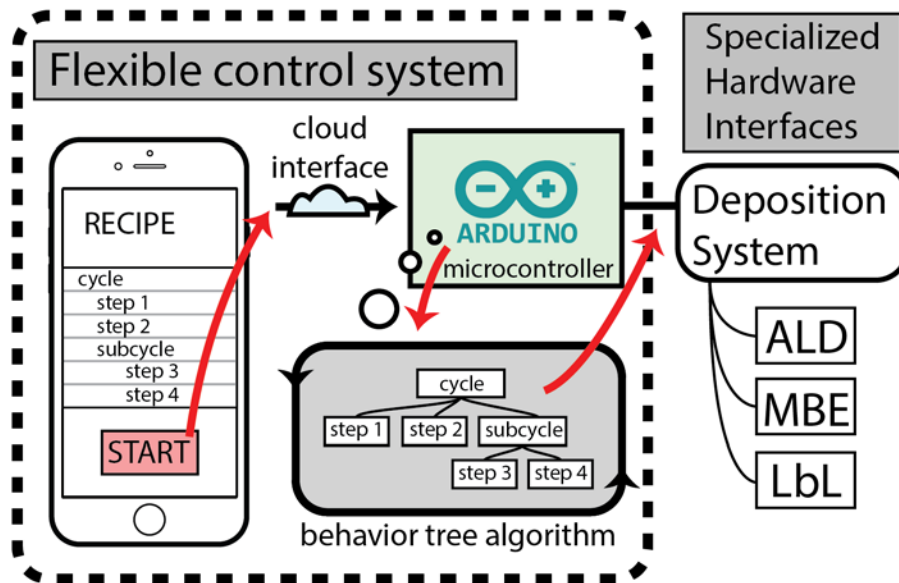 Flexible control system
Specialized
Hardware
Interfaces
cloud
interface
RECIPE
cycle
step 1
step 2
subcycle
step 3
step 4
START
ARDUINO™
microcontroller
Deposition
System
ALD
MBE
LbL
cycle
step 1
step 2
subcycle
step 3
step 4
behavior tree algorithm